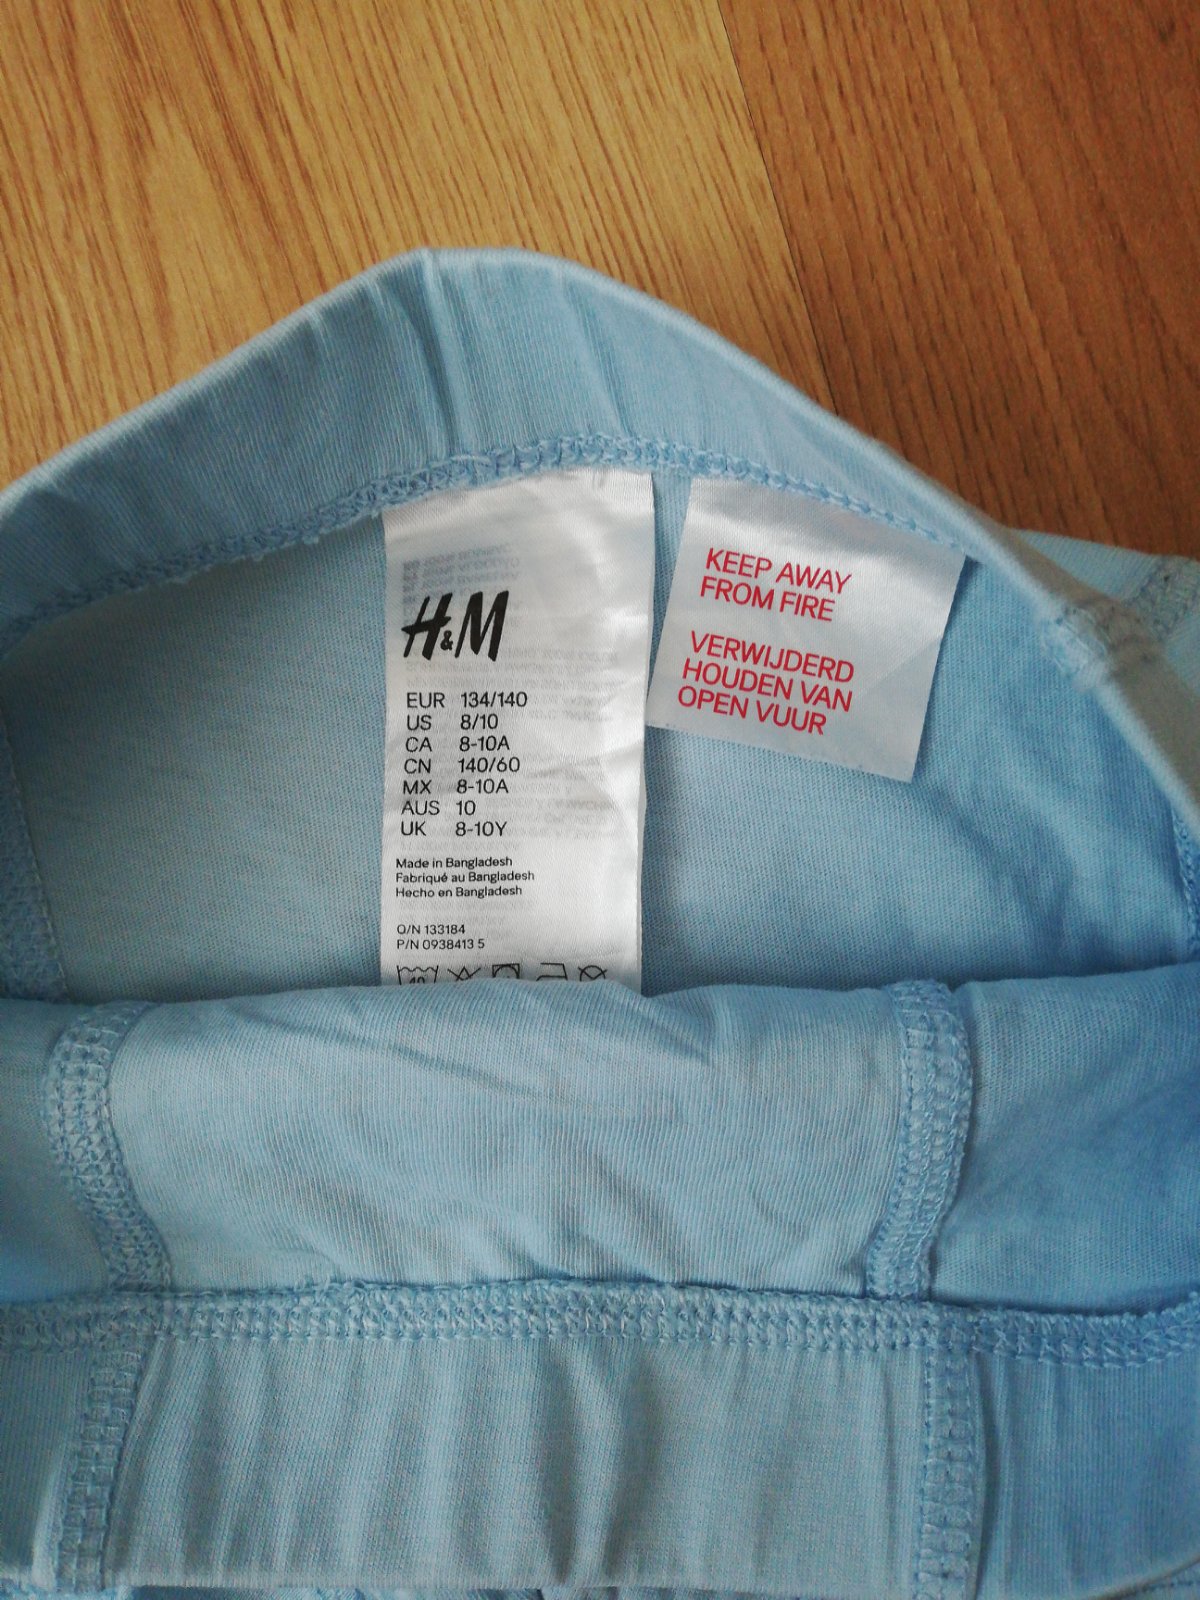 H&M
EUR 134/140
US 8/10
CA 8-10A
CN 140/60
MX 8-10A
AUS 10
UK 8-10Y
Made in Bangladesh
Fabriqué au Bangladesh
Hecho en Bangladesh
O/N 133184
P/N 0938413 5
40
KEEP AWAY
FROM FIRE
VERWIJDERD
HOUDEN VAN
OPEN VUUR